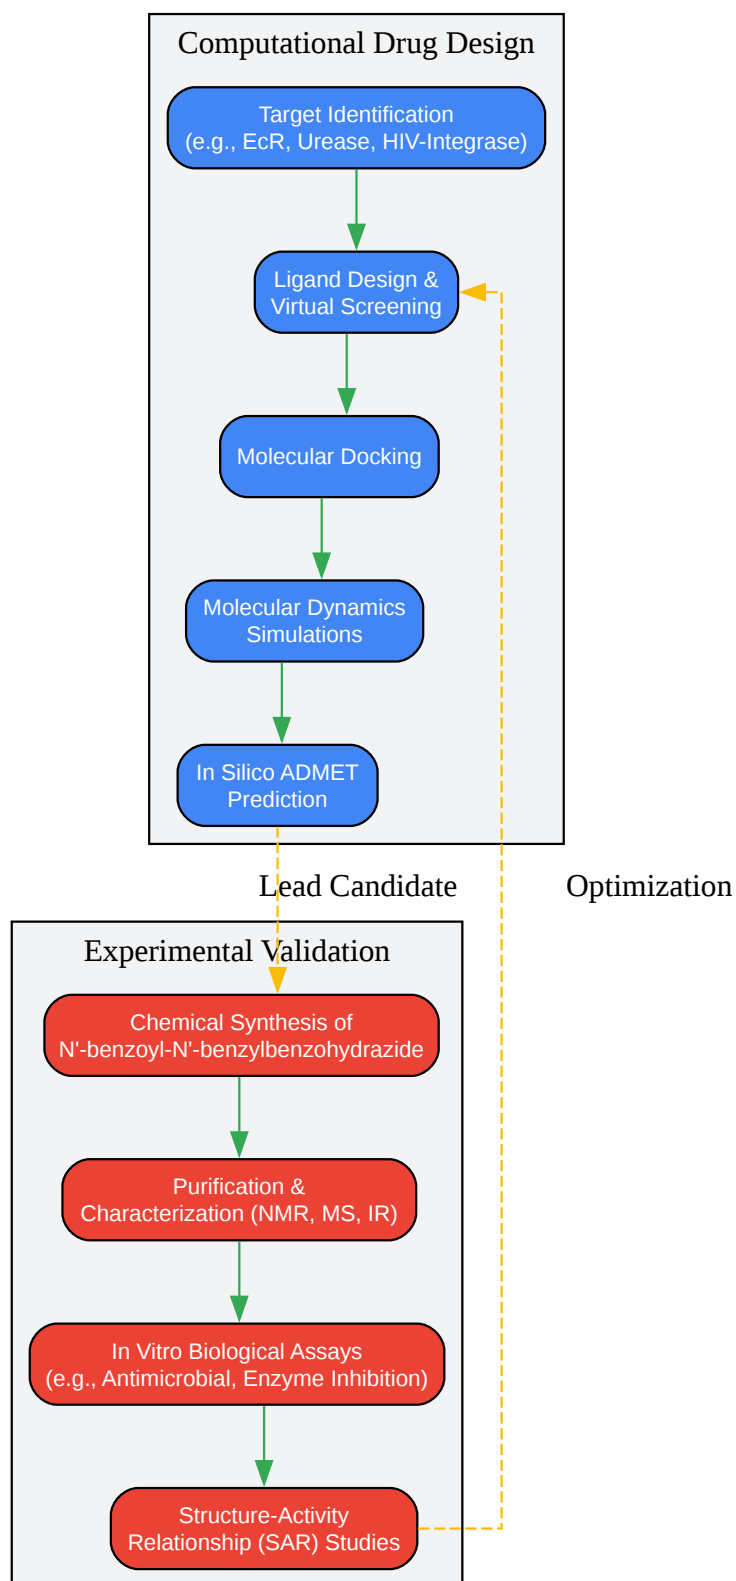 Computational Drug Design
Target Identification
(e.g., EcR, Urease, HIV-Integrase)
Ligand Design &
Virtual Screening
Molecular Docking
Molecular Dynamics
Simulations
In Silico ADMET
Prediction
Lead Candidate
Optimization
Experimental Validation
Chemical Synthesis of
N'-benzoyl-N'-benzylbenzohydrazide
Purification &
Characterization (NMR, MS, IR)
In Vitro Biological Assays
(e.g., Antimicrobial, Enzyme Inhibition)
Structure-Activity
Relationship (SAR) Studies